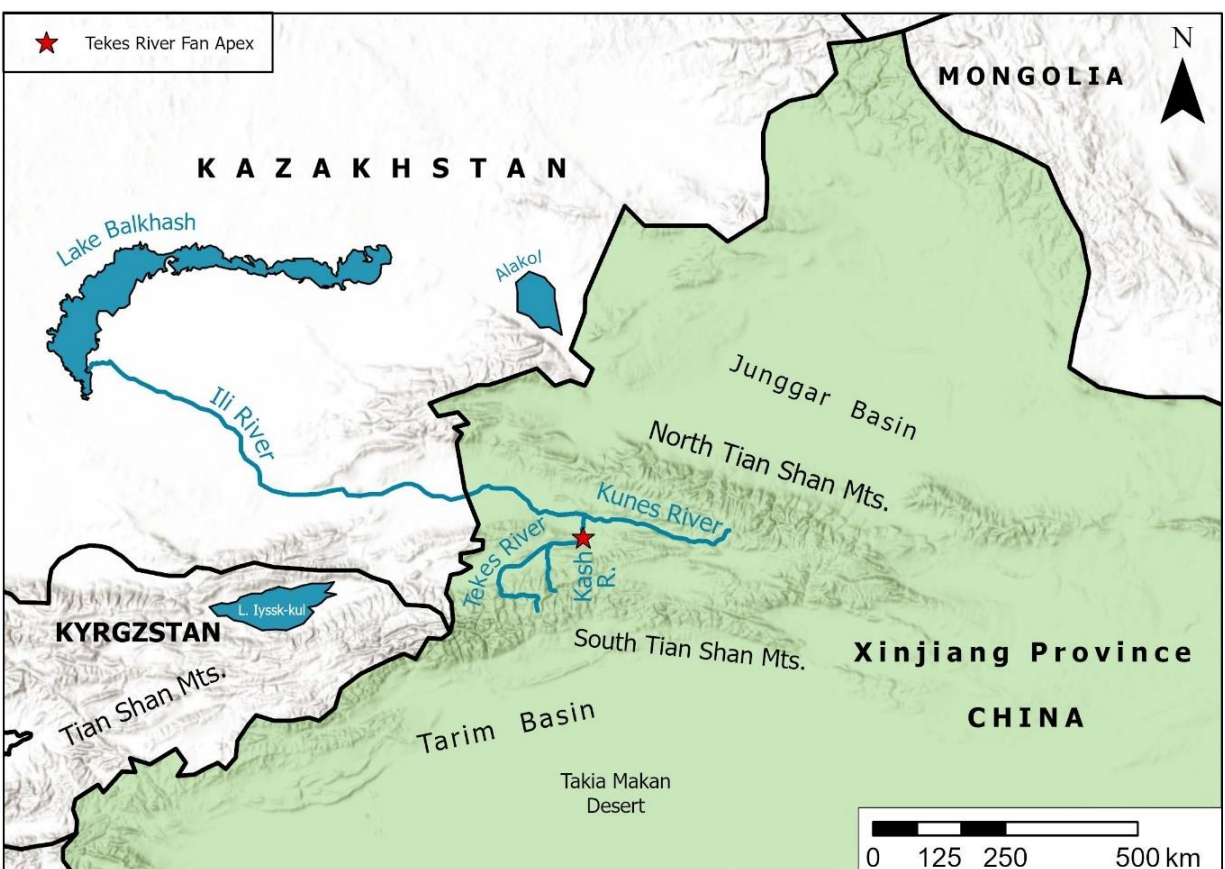 Tekes River Fan Apex
N
MONGOLIA
KAZAKHSTAN
Lake Balkhash
Alakol
Junggar Basin
Ili River
North Tian Shan Mts.
Kunes River
Tekes River
Kash
R.
L. Iyssk-kul
KYRGZSTAN
South Tian Shan Mts.
Xinjiang Province
Tian Shan Mts.
CHINA
Tarim Basin
Takia Makan
Desert
0 125 250 500 km